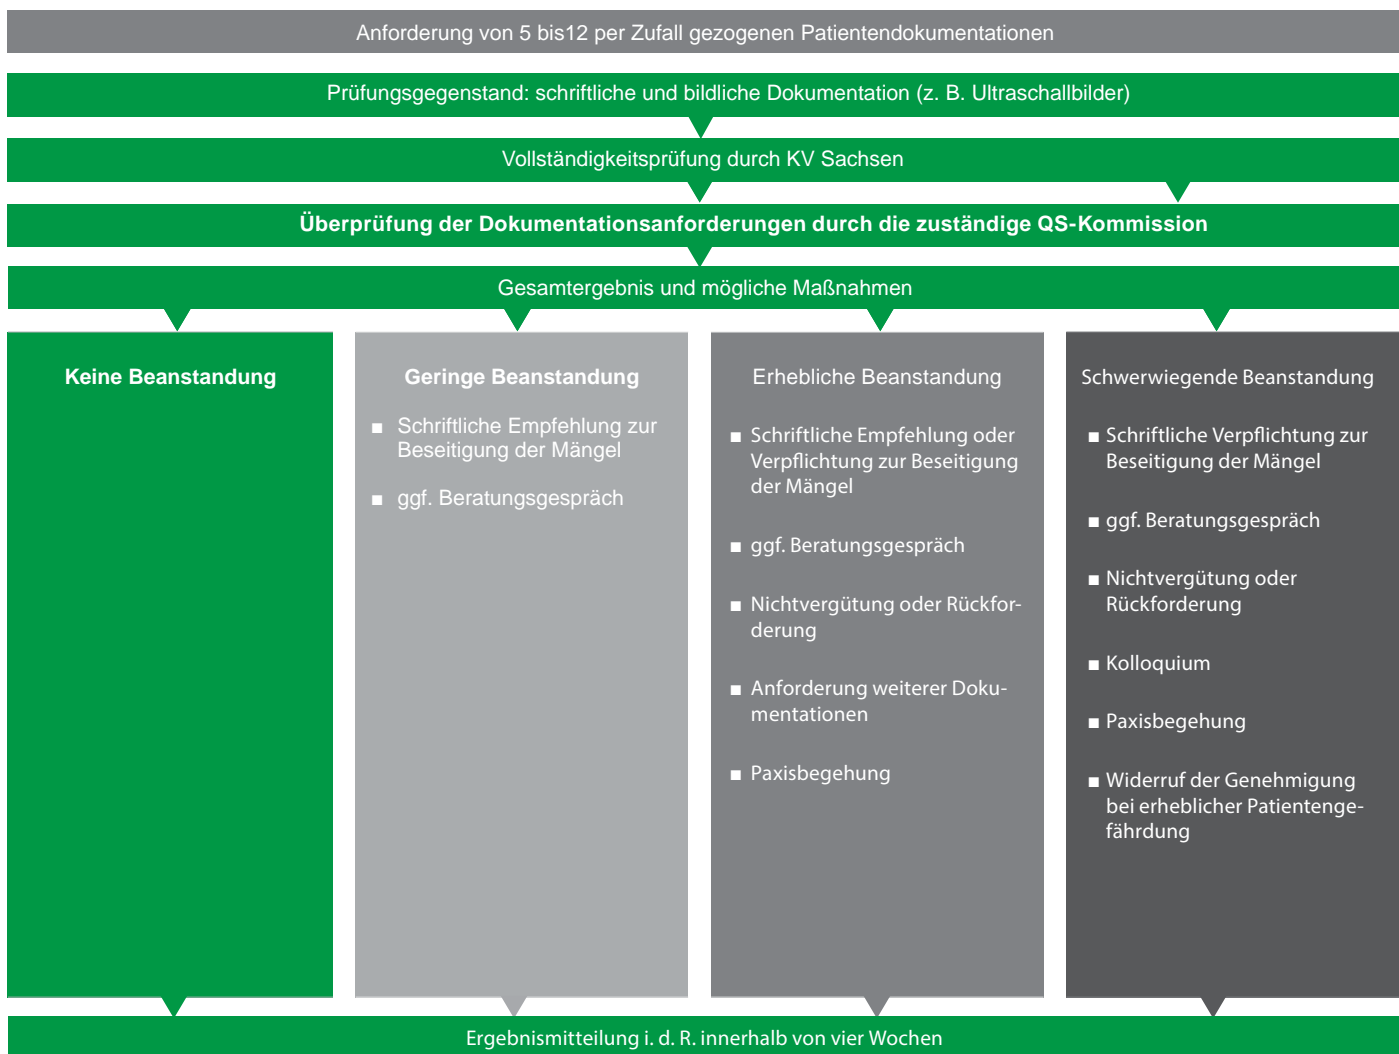 Anforderung von 5 bis12 per Zufall gezogenen Patientendokumentationen
Prüfungsgegenstand: schriftliche und bildliche Dokumentation (z. B. Ultraschallbilder)
Vollständigkeitsprüfung durch KV Sachsen
Überprüfung der Dokumentationsanforderungen durch die zuständige QS-Kommission
Gesamtergebnis und mögliche Maßnahmen
Keine Beanstandung
Geringe Beanstandung
■ Schriftliche Empfehlung zur
Beseitigung der Mängel
■ ggf. Beratungsgespräch
Erhebliche Beanstandung
■ Schriftliche Empfehlung oder
Verpflichtung zur Beseitigung
der Mängel
■ ggf. Beratungsgespräch
■ Nichtvergütung oder Rückfor-
derung
■ Anforderung weiterer Doku-
mentationen
■ Paxisbegehung
Schwerwiegende Beanstandung
■ Schriftliche Verpflichtung zur
Beseitigung der Mängel
■ ggf. Beratungsgespräch
■ Nichtvergütung oder
Rückforderung
■ Kolloquium
■ Paxisbegehung
■ Widerruf der Genehmigung
bei erheblicher Patientenge-
fährdung
Ergebnismitteilung i. d. R. innerhalb von vier Wochen